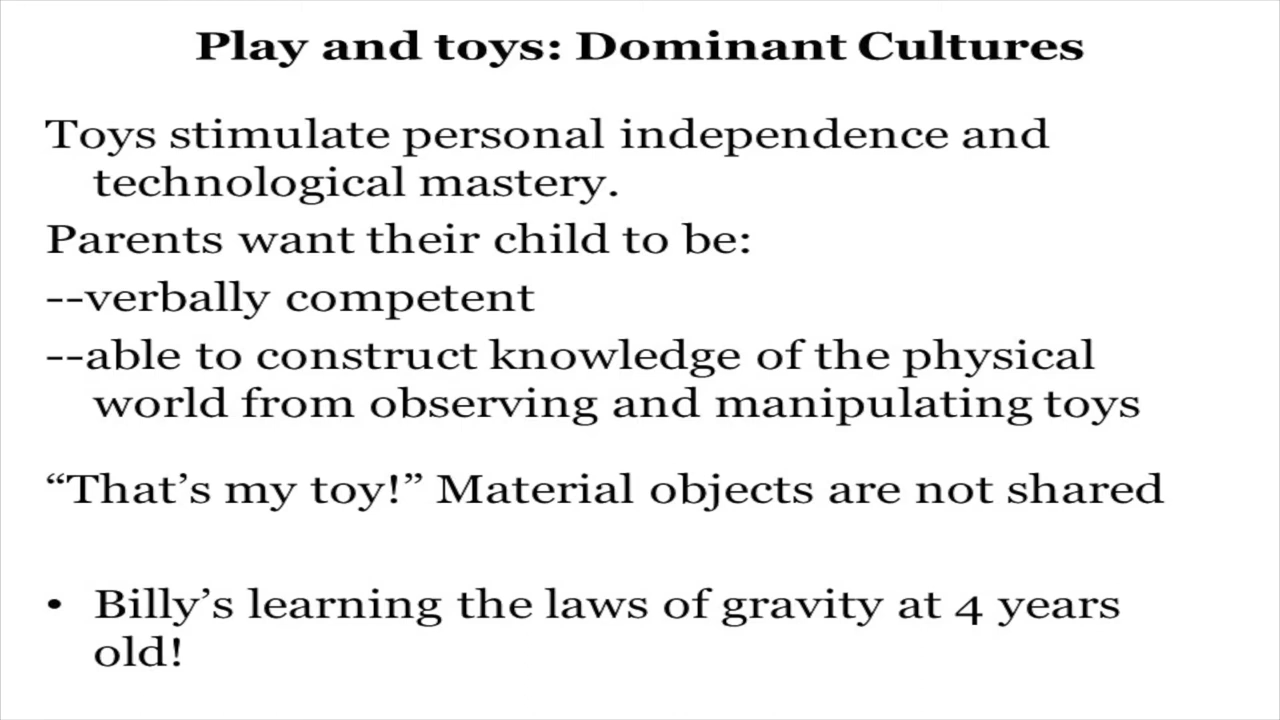 Play and toys: Dominant Cultures
Toys stimulate personal independence and
technological mastery.
Parents want their child to be:
--verbally competent
--able to construct knowledge of the physical
world from observing and manipulating toys
“That’s my toy!” Material objects are not shared
• Billy’s learning the laws of gravity at 4 years
old!